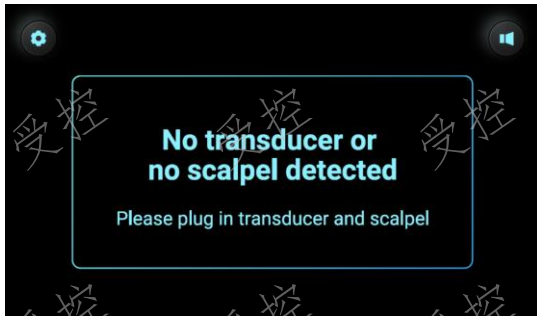 No transducer or
no scalpel detected
Please plug in transducer and scalpel
受控 受控 受控
受控 受控 受控